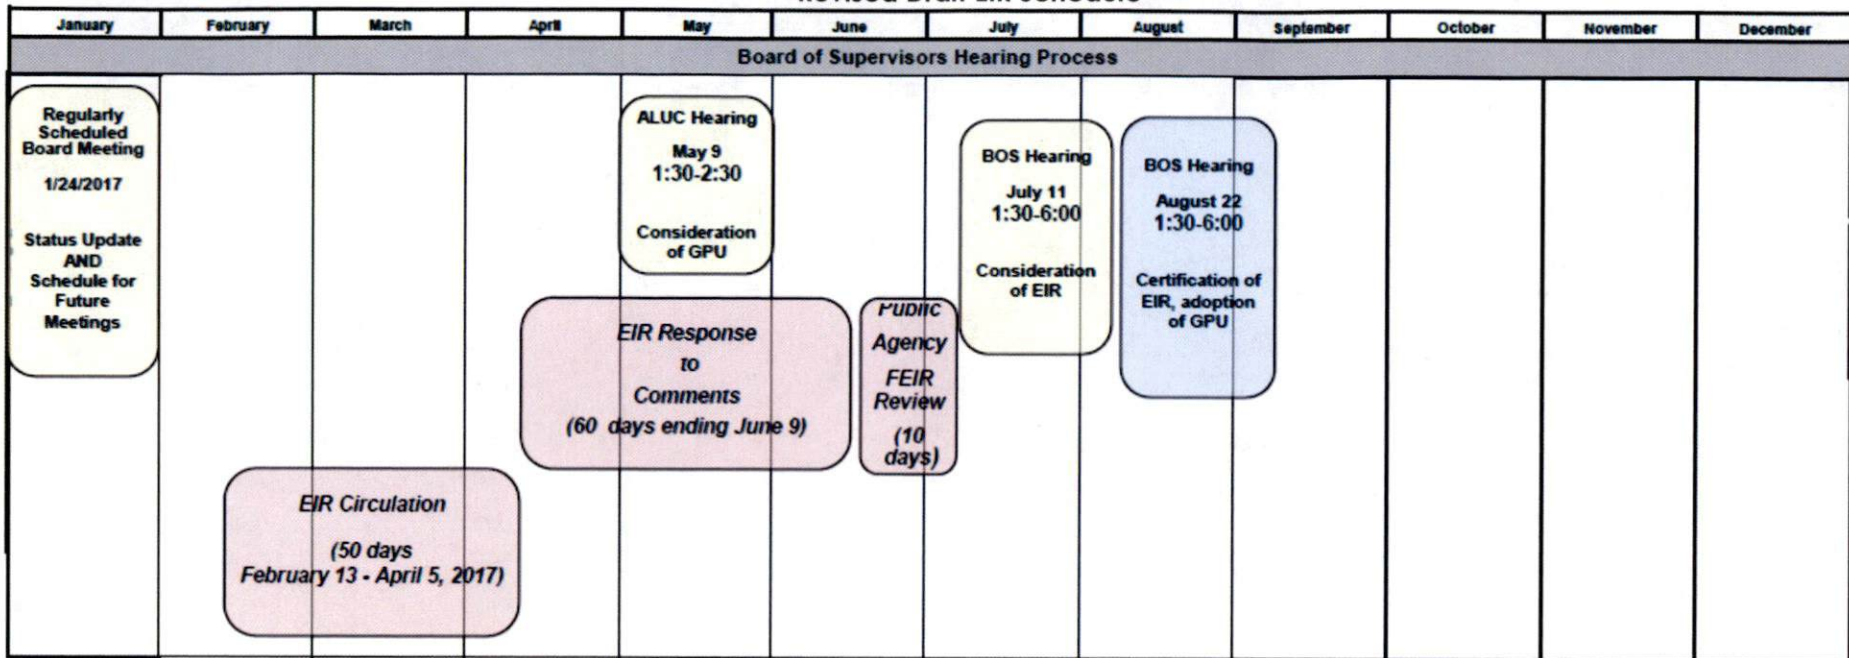 January February March April May June July August September October November December
Board of Supervisors Hearing Process
Regularly
Scheduled
Board Meeting
1/24/2017
Status Update
AND
Schedule for
Future
Meetings
ALUC Hearing
May 9
1:30-2:30
Consideration
of GPU
BOS Hearing
July 11
1:30-6:00
Consideration
of EIR
BOS Hearing
August 22
1:30-6:00
Certification of
EIR, adoption
of GPU
EIR Response
to
Comments
(60 days ending June 9)
Public
Agency
FEIR
Review
(10
days)
EIR Circulation
(50 days
February 13 - April 5, 2017)